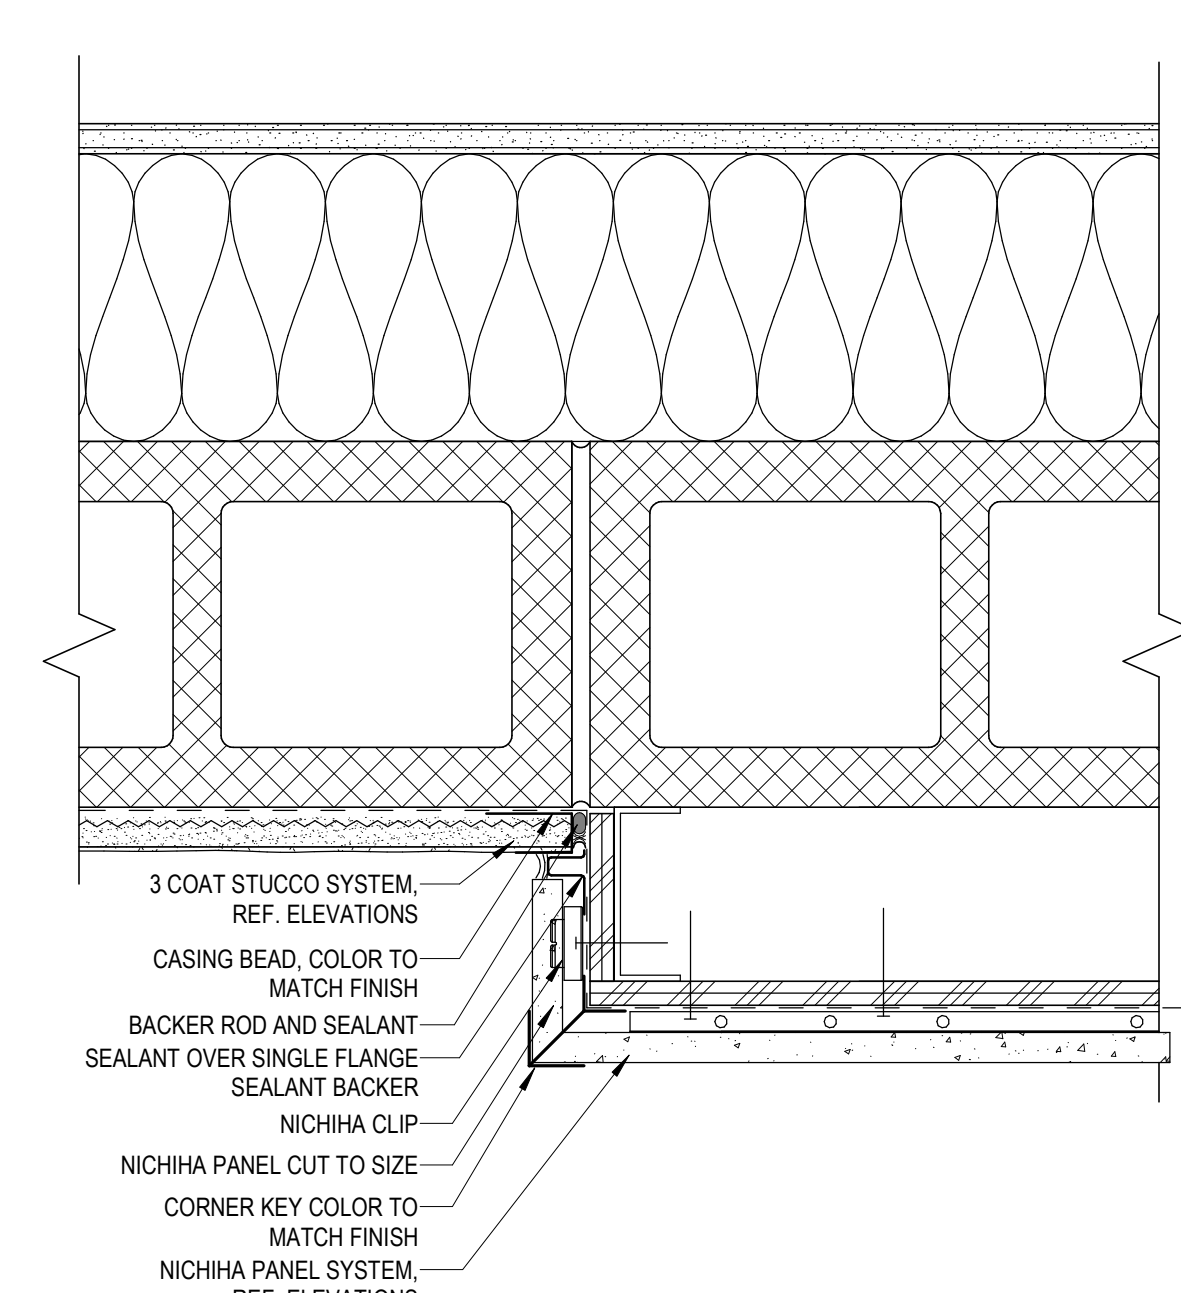 3 COAT STUCCO SYSTEM,
REF. ELEVATIONS
CASING BEAD, COLOR TO
MATCH FINISH
BACKER ROD AND SEALANT
SEALANT OVER SINGLE FLANGE
SEALANT BACKER
NICHIHA CLIP
NICHIHA PANEL CUT TO SIZE
CORNER KEY COLOR TO
MATCH FINISH
NICHIHA PANEL SYSTEM,
REF. ELEVATIONS